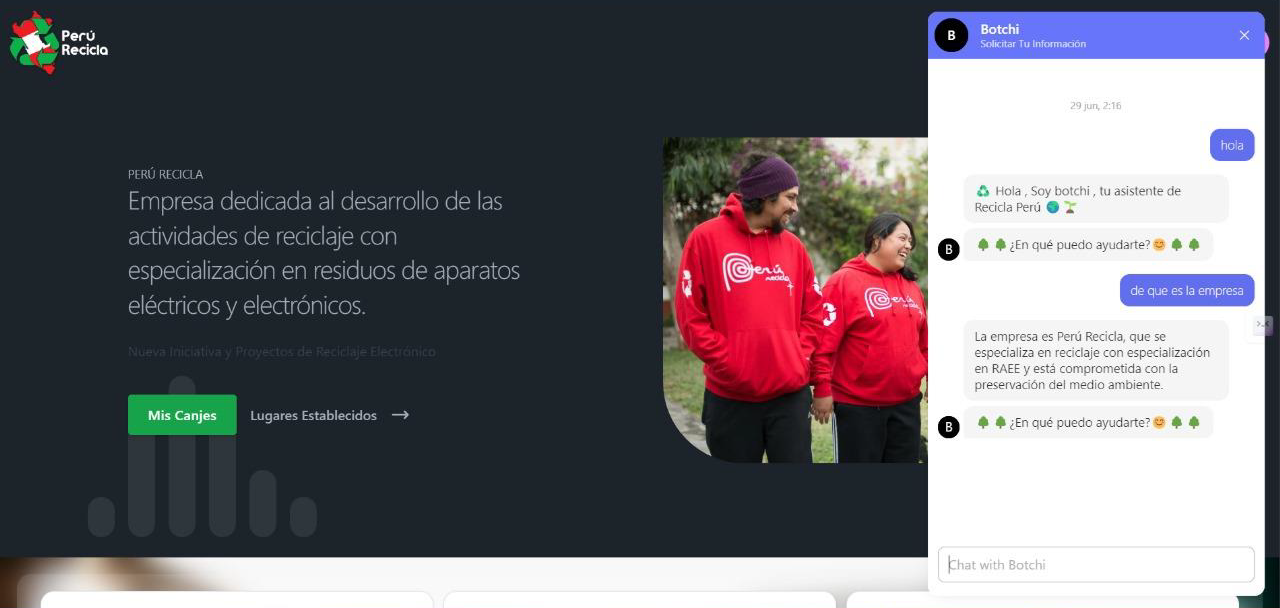 Perú
Recicla
PERÚ RECICLA
Empresa dedicada al desarrollo de las
actividades de reciclaje con
especialización en residuos de aparatos
eléctricos y electrónicos.
Nueva Iniciativa y Proyectos de Reciclaje Electrónico
Mis Canjes
Lugares Establecidos →
Perú
recicla
Perú
recicla
B
Botchi
Solicitar Tu Información
29 jun, 2:16
hola
♻️ Hola , Soy botchi , tu asistente de
Recicla Perú 🌍 🌱
B
🌳 🌳 ¿En qué puedo ayudarte? 😊 🌳 🌳
de que es la empresa
La empresa es Perú Recicla, que se
especializa en reciclaje con especialización
en RAEE y está comprometida con la
preservación del medio ambiente.
B
🌳 🌳 ¿En qué puedo ayudarte? 😊 🌳 🌳
Chat with Botchi